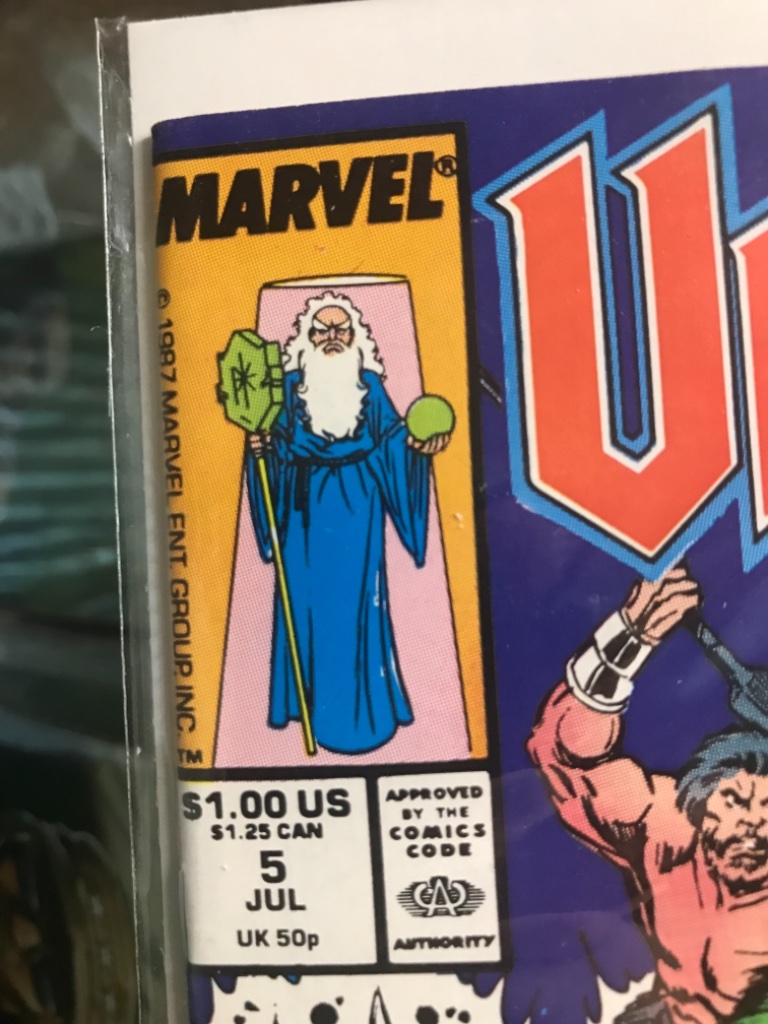 MARVEL®
© 1987 MARVEL ENT. GROUP, INC. TM
$1.00 US
$1.25 CAN
5
JUL
UK 50p
APPROVED
BY THE
COMICS
CODE
CA
AUTHORITY
U